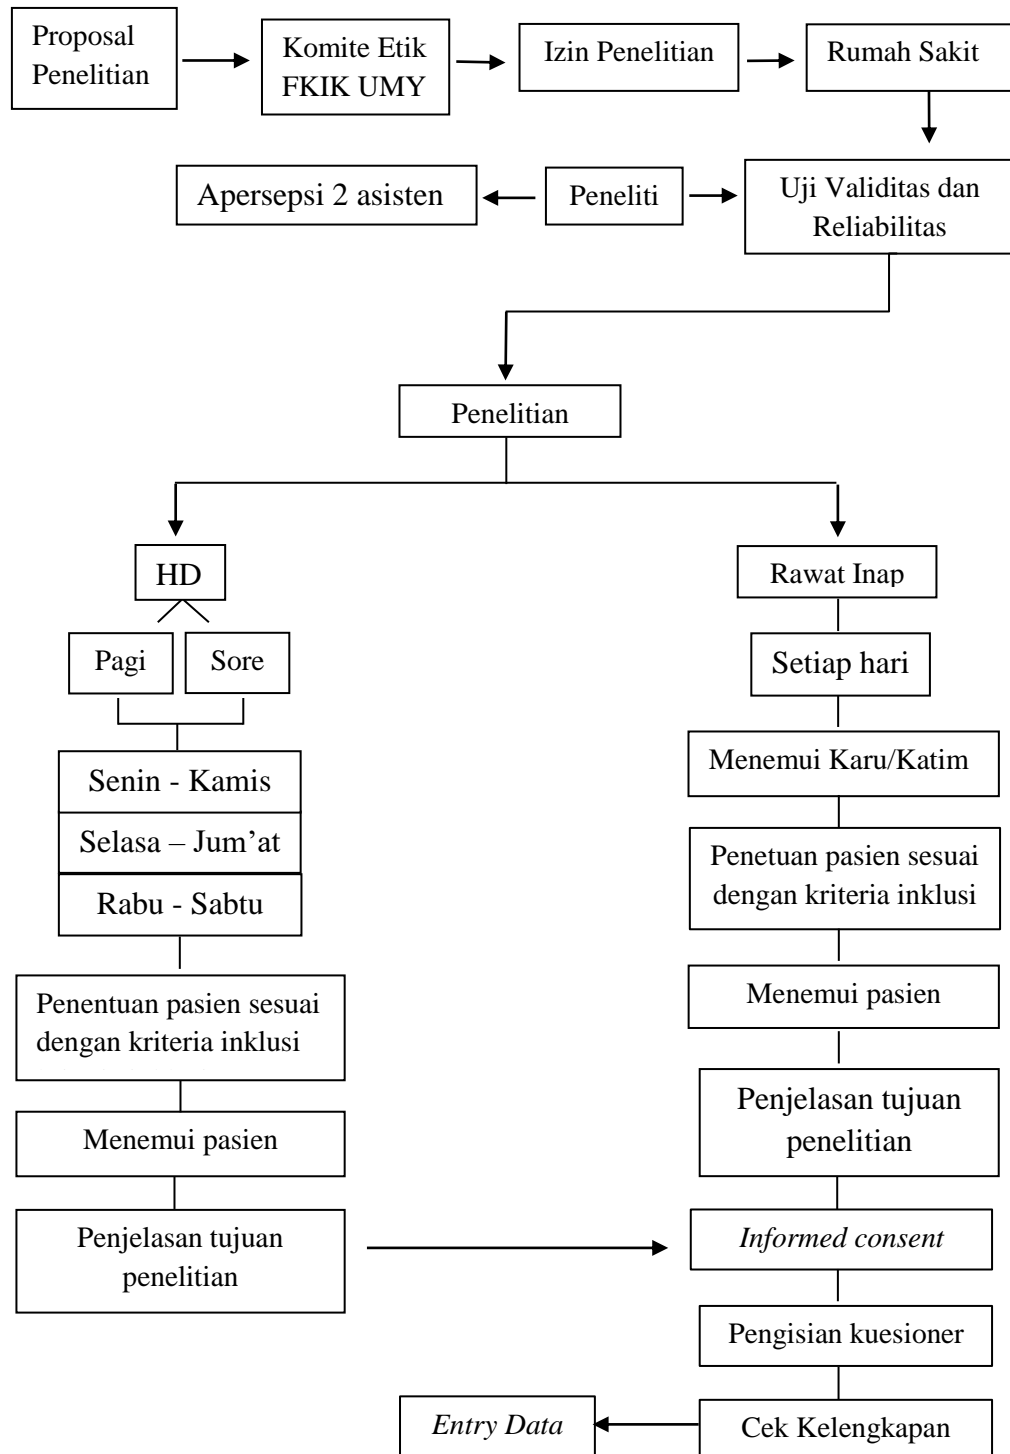 Proposal
Penelitian
Komite Etik
FKIK UMY
Izin Penelitian
Rumah Sakit
Apersepsi 2 asisten
Peneliti
Uji Validitas dan
Reliabilitas
Penelitian
HD
Pagi
Sore
Senin - Kamis
Selasa – Jum’at
Rabu - Sabtu
Penentuan pasien sesuai
dengan kriteria inklusi
Menemui pasien
Penjelasan tujuan
penelitian
Rawat Inap
Setiap hari
Menemui Karu/Katim
Penetuan pasien sesuai
dengan kriteria inklusi
Menemui pasien
Penjelasan tujuan
penelitian
Informed consent
Pengisian kuesioner
Cek Kelengkapan
Entry Data